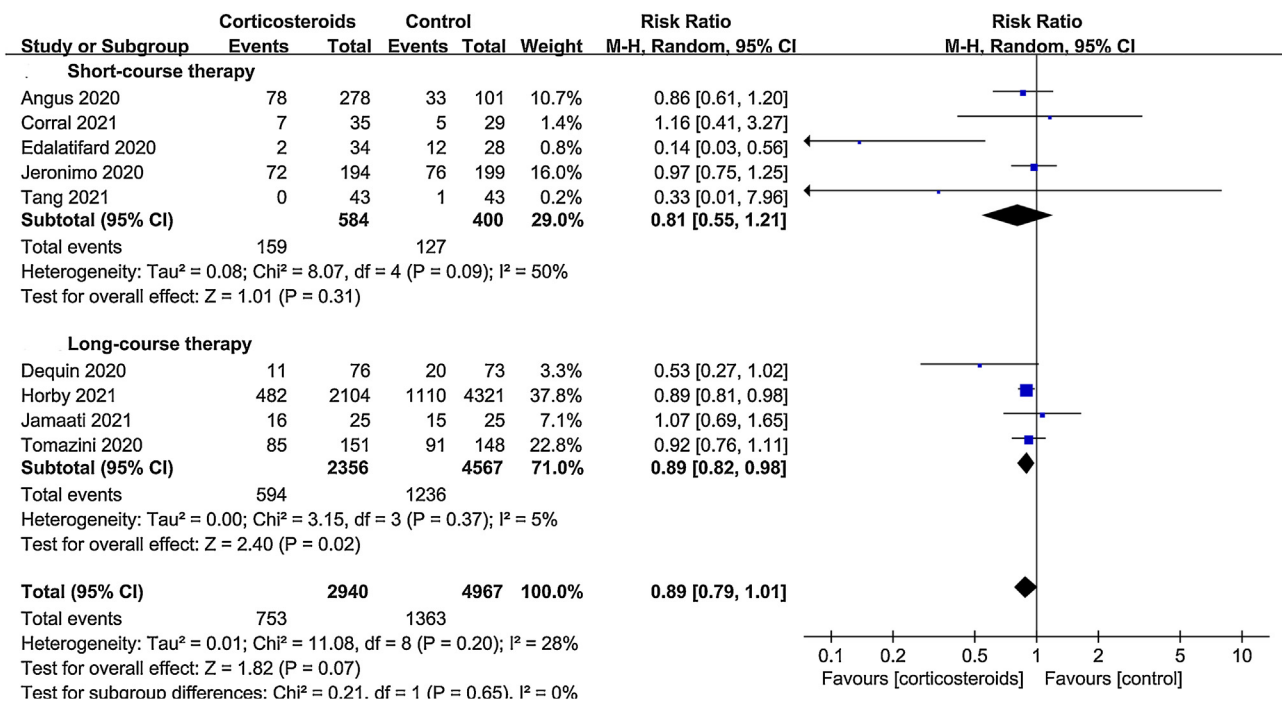 Corticosteroids Control Risk Ratio Risk Ratio
Study or Subgroup Events Total Events Total Weight M-H, Random, 95% CI M-H, Random, 95% CI
Short-course therapy
Angus 2020 78 278 33 101 10.7% 0.86 [0.61, 1.20]
Corral 2021 7 35 5 29 1.4% 1.16 [0.41, 3.27]
Edalatifard 2020 2 34 12 28 0.8% 0.14 [0.03, 0.56]
Jeronimo 2020 72 194 76 199 16.0% 0.97 [0.75, 1.25]
Tang 2021 0 43 1 43 0.2% 0.33 [0.01, 7.96]
Subtotal (95% CI) 584 400 29.0% 0.81 [0.55, 1.21]
Total events 159 127
Heterogeneity: Tau² = 0.08; Chi² = 8.07, df = 4 (P = 0.09); I² = 50%
Test for overall effect: Z = 1.01 (P = 0.31)
Long-course therapy
Dequin 2020 11 76 20 73 3.3% 0.53 [0.27, 1.02]
Horby 2021 482 2104 1110 4321 37.8% 0.89 [0.81, 0.98]
Jamaati 2021 16 25 15 25 7.1% 1.07 [0.69, 1.65]
Tomazini 2020 85 151 91 148 22.8% 0.92 [0.76, 1.11]
Subtotal (95% CI) 2356 4567 71.0% 0.89 [0.82, 0.98]
Total events 594 1236
Heterogeneity: Tau² = 0.00; Chi² = 3.15, df = 3 (P = 0.37); I² = 5%
Test for overall effect: Z = 2.40 (P = 0.02)
Total (95% CI) 2940 4967 100.0% 0.89 [0.79, 1.01]
Total events 753 1363
Heterogeneity: Tau² = 0.01; Chi² = 11.08, df = 8 (P = 0.20); I² = 28%
Test for overall effect: Z = 1.82 (P = 0.07)
Test for subgroup differences: Chi² = 0.21, df = 1 (P = 0.65), I² = 0%
0.1 0.2 0.5 1 2 5 10
Favours [corticosteroids] Favours [control]